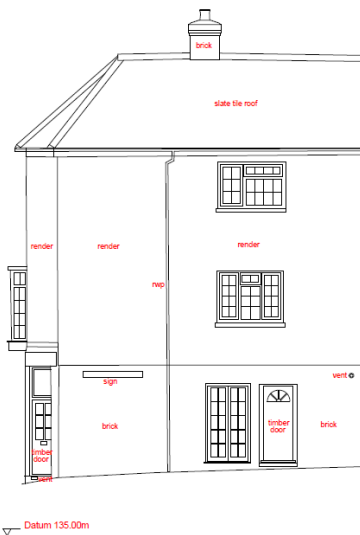 brick
slate tile roof
render
render
render
rwp
vent
sign
brick
timber
door
brick
timber
door
vent
Datum 135.00m